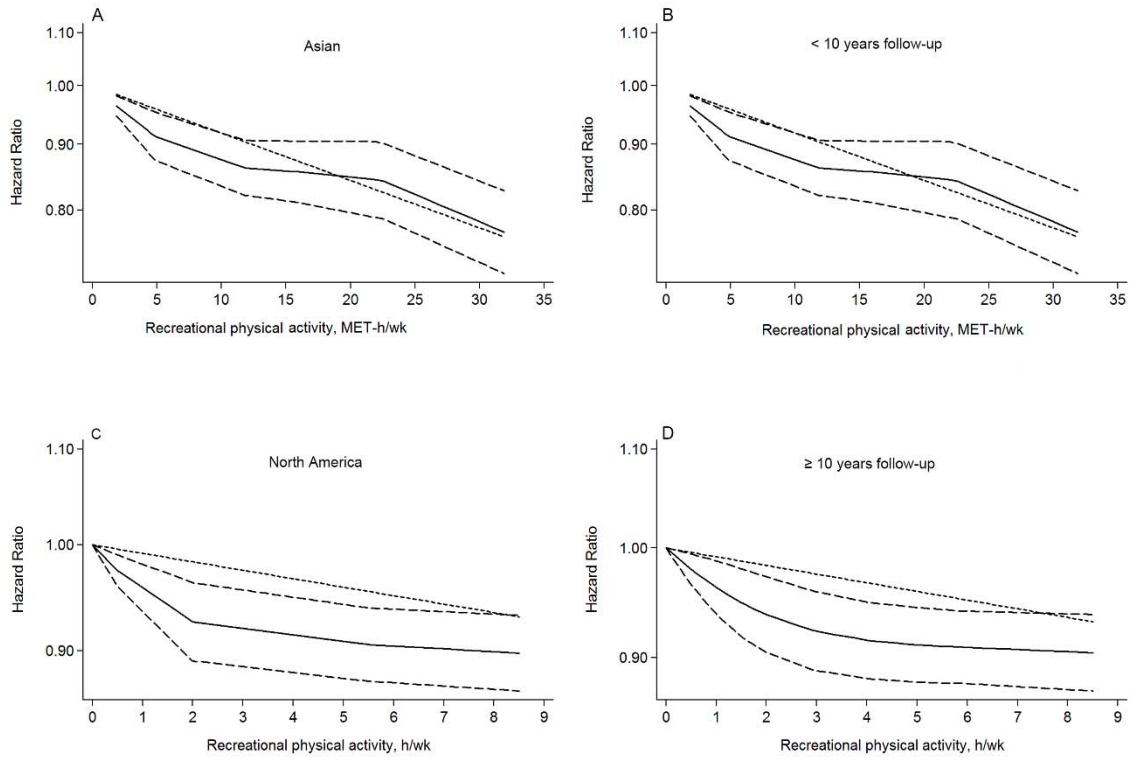 A
Asian
1.10
1.00
0.90
0.80
Hazard Ratio
0 5 10 15 20 25 30 35
Recreational physical activity, MET-h/wk
B
< 10 years follow-up
1.10
1.00
0.90
0.80
Hazard Ratio
0 5 10 15 20 25 30 35
Recreational physical activity, MET-h/wk
C
North America
1.10
1.00
0.90
Hazard Ratio
0 1 2 3 4 5 6 7 8 9
Recreational physical activity, h/wk
D
≥ 10 years follow-up
1.10
1.00
0.90
Hazard Ratio
0 1 2 3 4 5 6 7 8 9
Recreational physical activity, h/wk